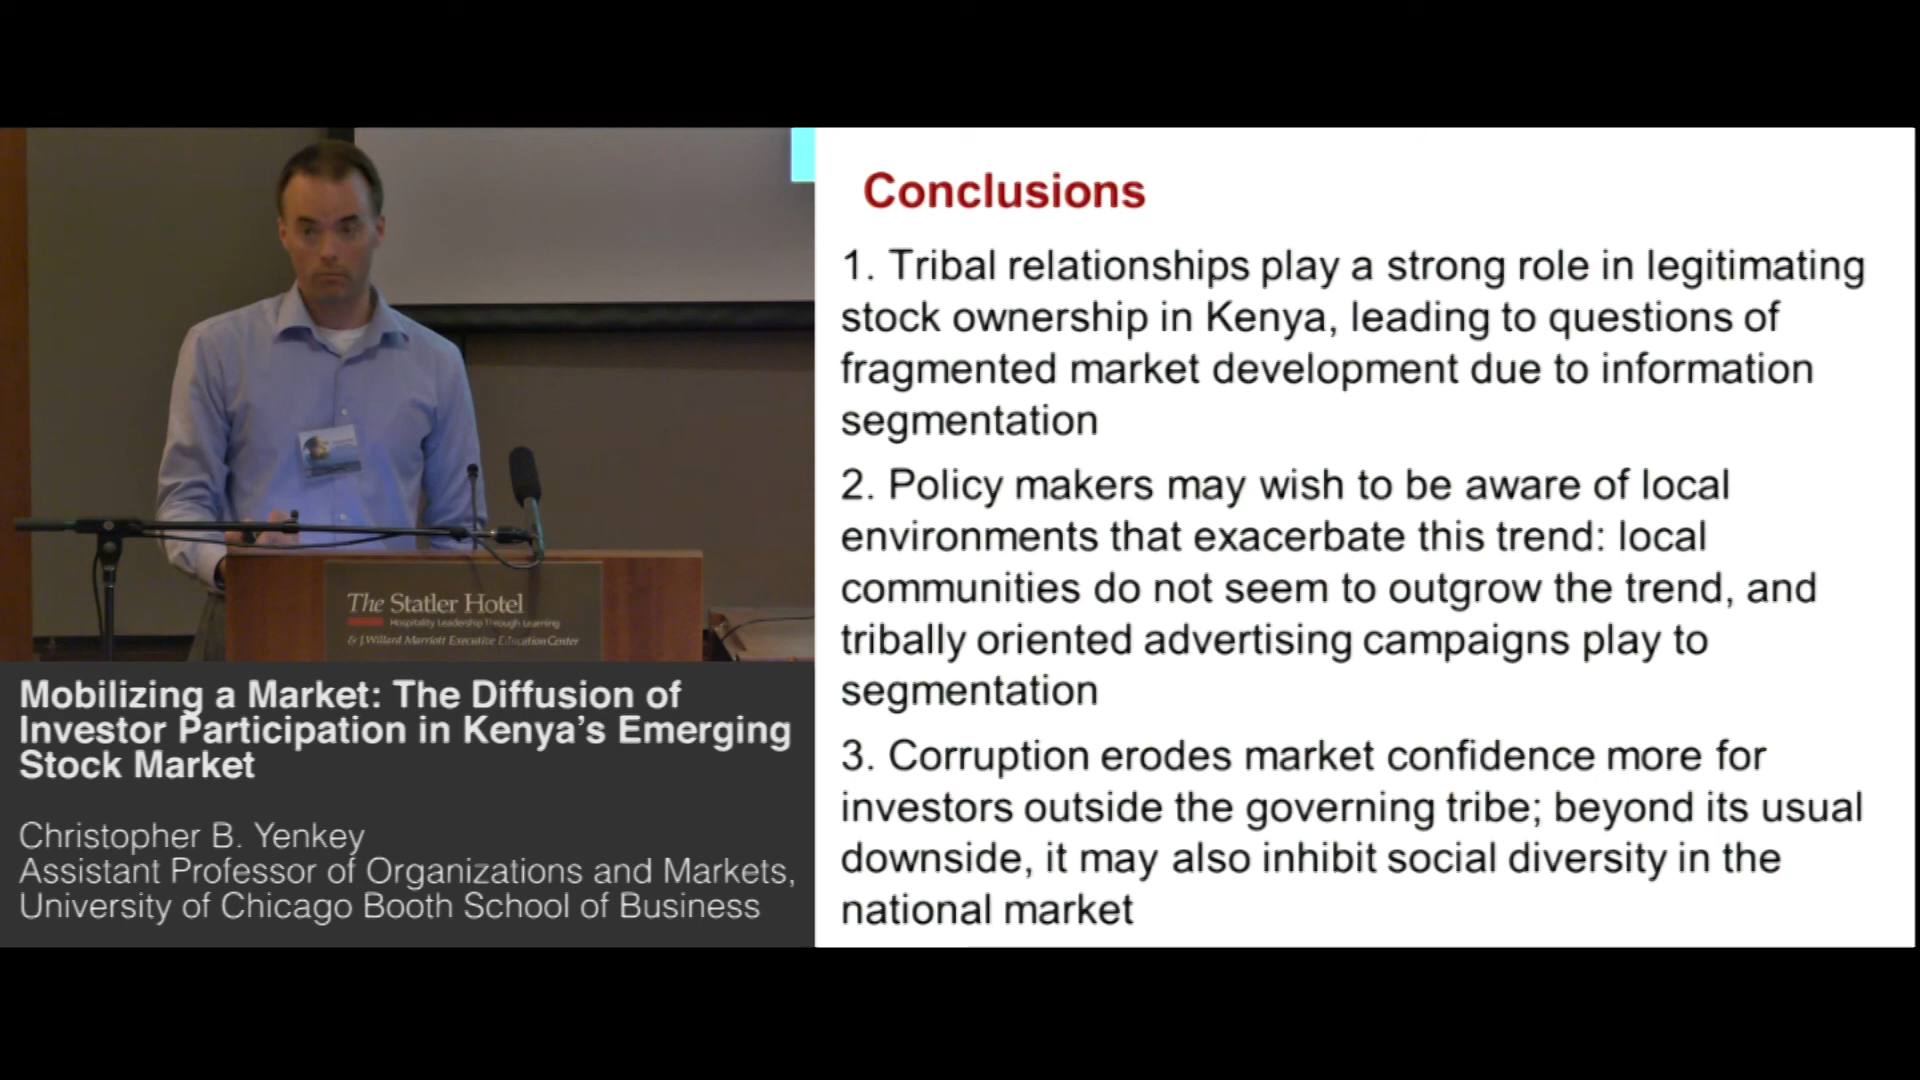 Conclusions
1. Tribal relationships play a strong role in legitimating
stock ownership in Kenya, leading to questions of
fragmented market development due to information
segmentation
2. Policy makers may wish to be aware of local
environments that exacerbate this trend: local
communities do not seem to outgrow the trend, and
tribally oriented advertising campaigns play to
segmentation
3. Corruption erodes market confidence more for
investors outside the governing tribe; beyond its usual
downside, it may also inhibit social diversity in the
national market
The Statler Hotel
Hospitality Leadership Through Learning
& J.Willard Marriott Executive Education Center
Mobilizing a Market: The Diffusion of
Investor Participation in Kenya’s Emerging
Stock Market
Christopher B. Yenkey
Assistant Professor of Organizations and Markets,
University of Chicago Booth School of Business